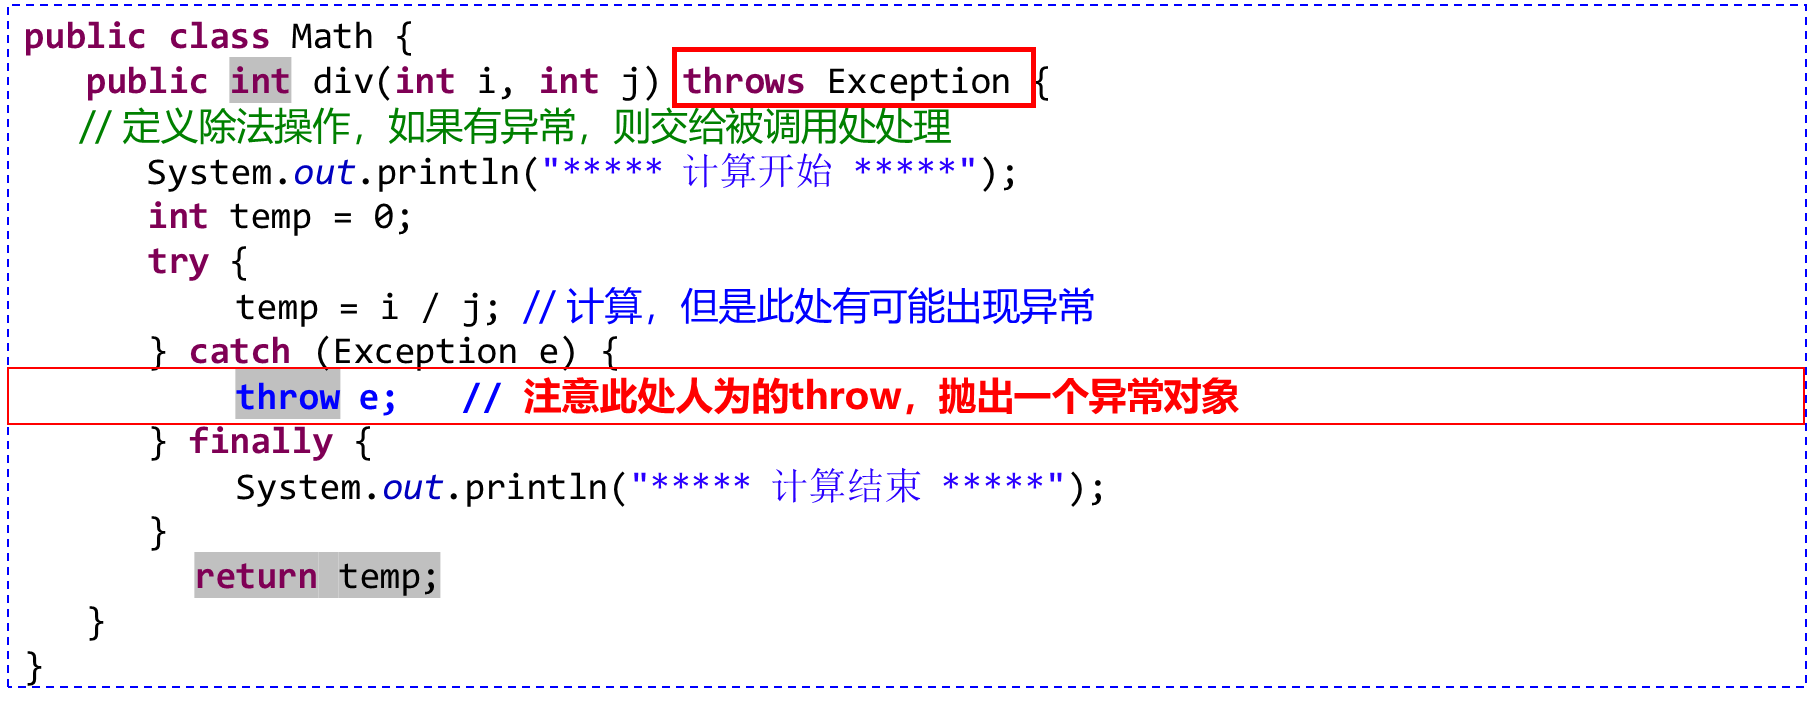 public class Math {
public int div(int i, int j) throws Exception {
// 定义除法操作，如果有异常，则交给被调用处处理
System.out.println("***** 计算开始 *****");
int temp = 0;
try {
temp = i / j; // 计算，但是此处有可能出现异常
} catch (Exception e) {
throw e; // 注意此处人为的throw，抛出一个异常对象
} finally {
System.out.println("***** 计算结束 *****");
}
return temp;
}
}